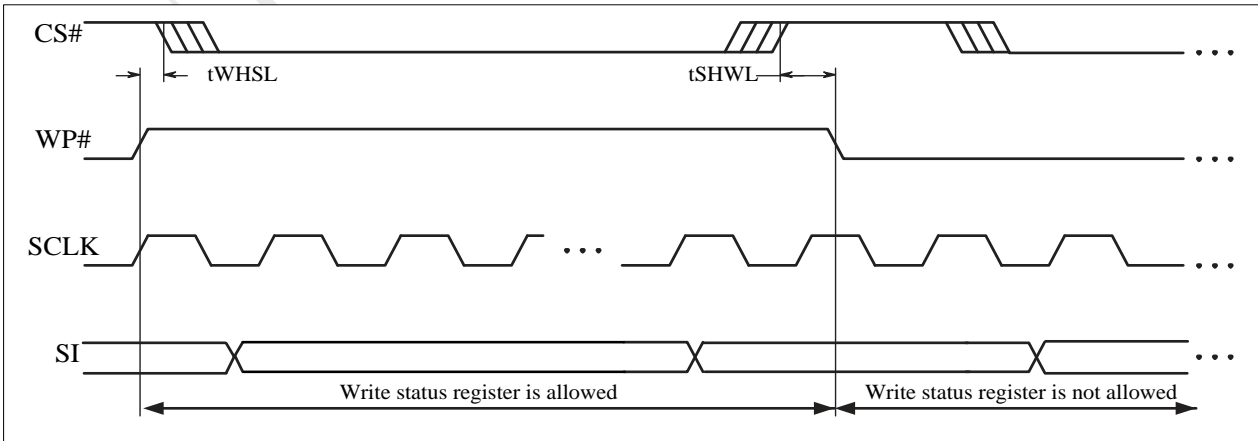 CS#
tWHSL
tSHWL
WP#
SCLK
SI
Write status register is allowed
Write status register is not allowed